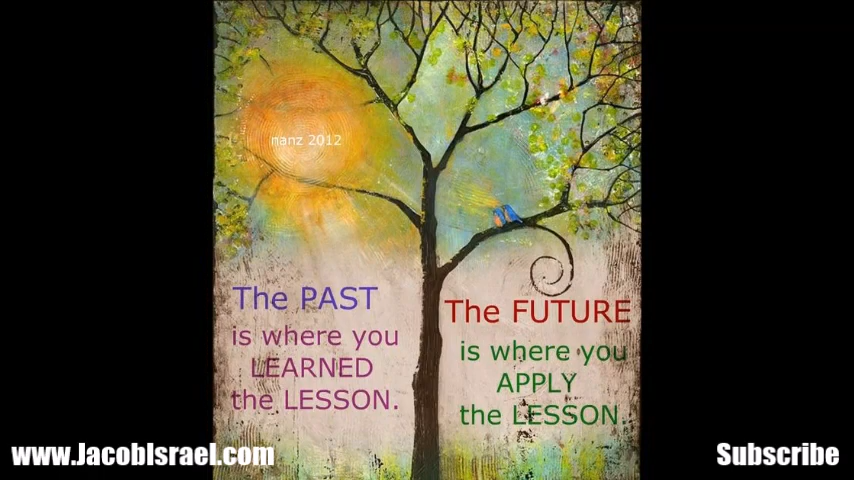 nanz 2012
The PAST
is where you
LEARNED
the LESSON.
The FUTURE
is where you
APPLY
the LESSON
www.JacobIsrael.com
Subscribe